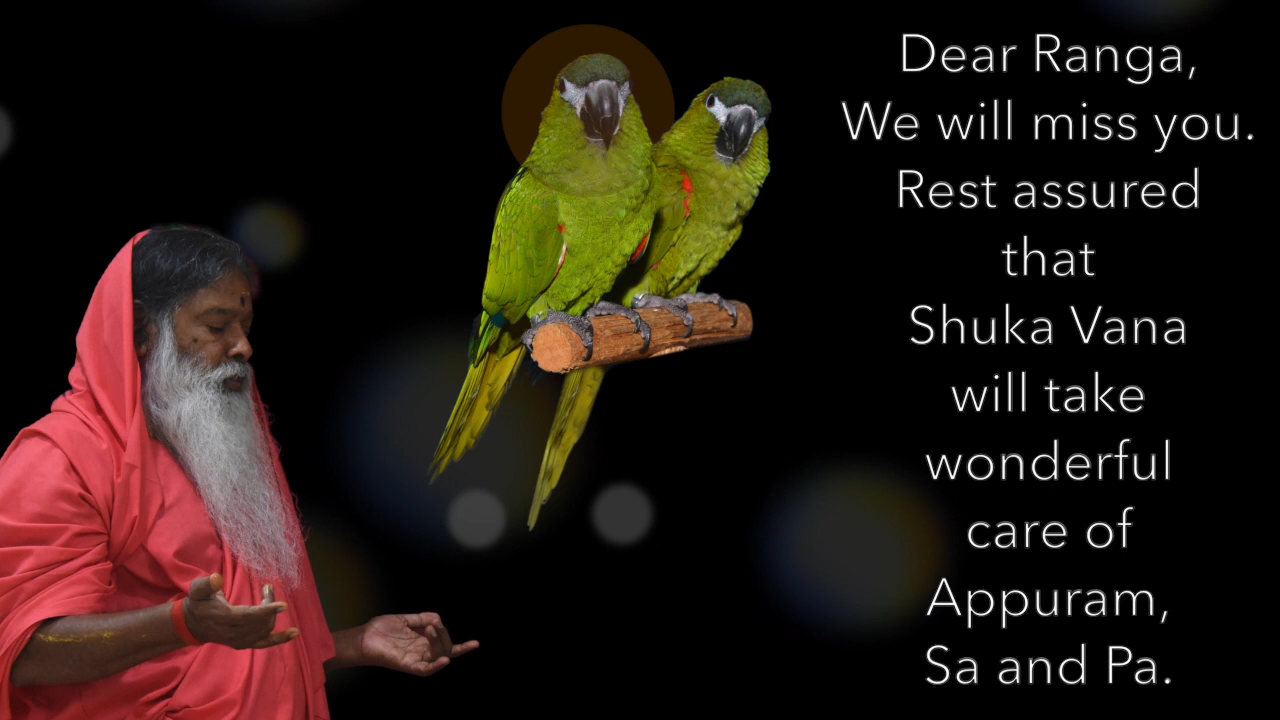 Dear Ranga,
We will miss you.
Rest assured
that
Shuka Vana
will take
wonderful
care of
Appuram,
Sa and Pa.